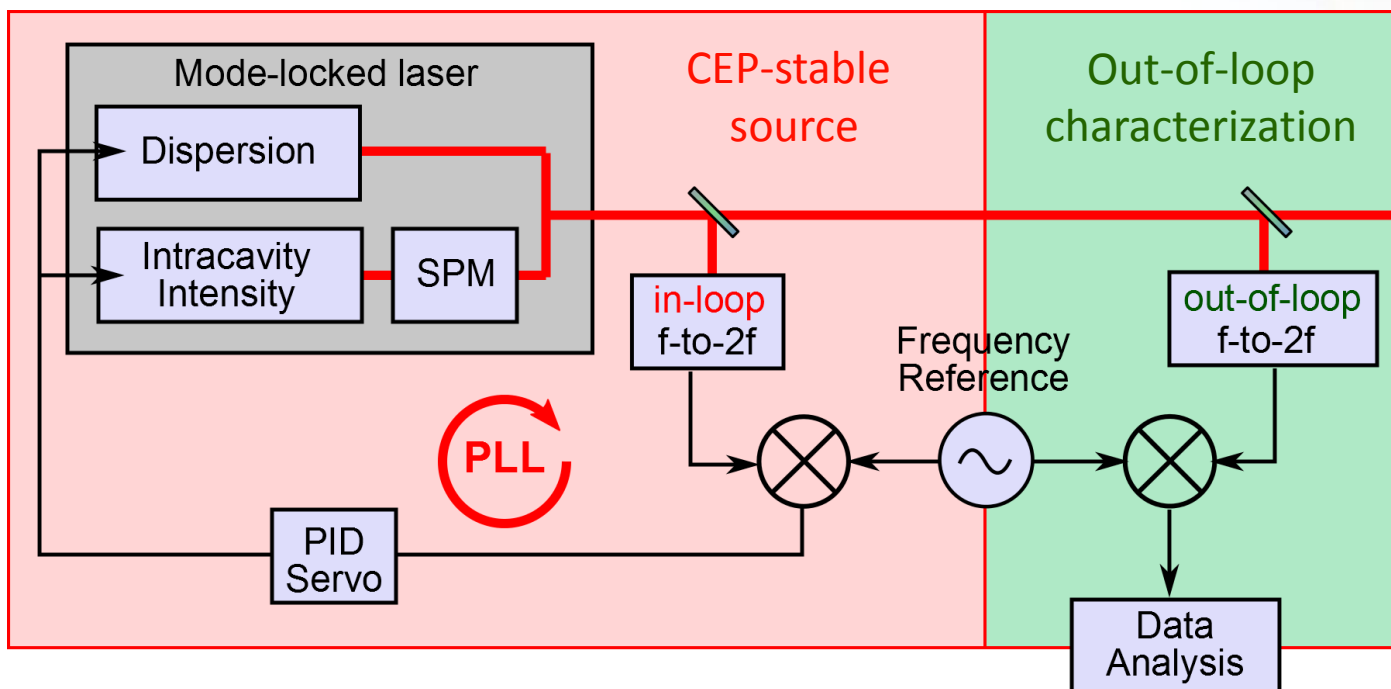 Mode-locked laser
CEP-stable
source
Out-of-loop
characterization
Dispersion
Intracavity
Intensity
SPM
in-loop
f-to-2f
out-of-loop
f-to-2f
Frequency
Reference
PLL
PID
Servo
Data
Analysis